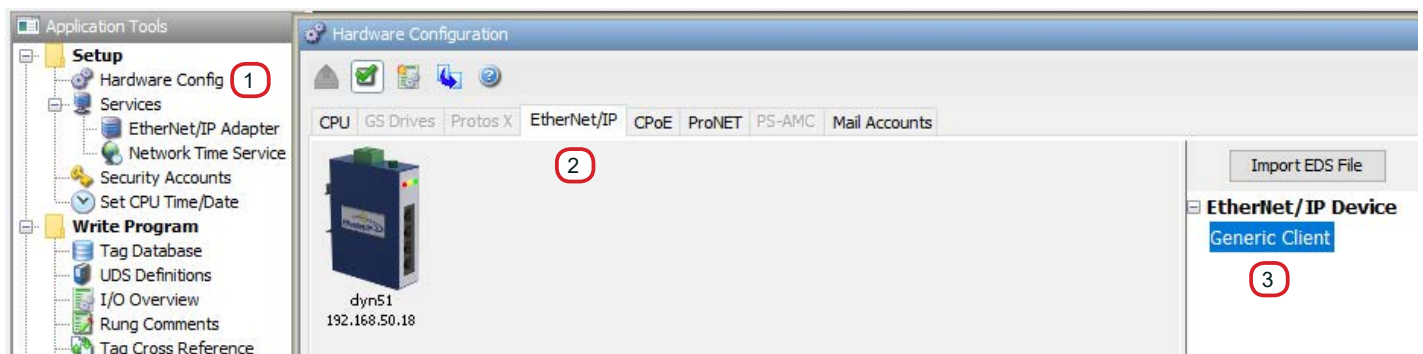 Application Tools
Setup
Hardware Config 1
Services
EtherNet/IP Adapter
Network Time Service
Security Accounts
Set CPU Time/Date
Write Program
Tag Database
UDS Definitions
I/O Overview
Rung Comments
Tag Cross Reference
Hardware Configuration
CPU GS Drives Protos X EtherNet/IP CPoE ProNET PS-AMC Mail Accounts
2
dyn51
192.168.50.18
Import EDS File
EtherNet/IP Device
Generic Client
3